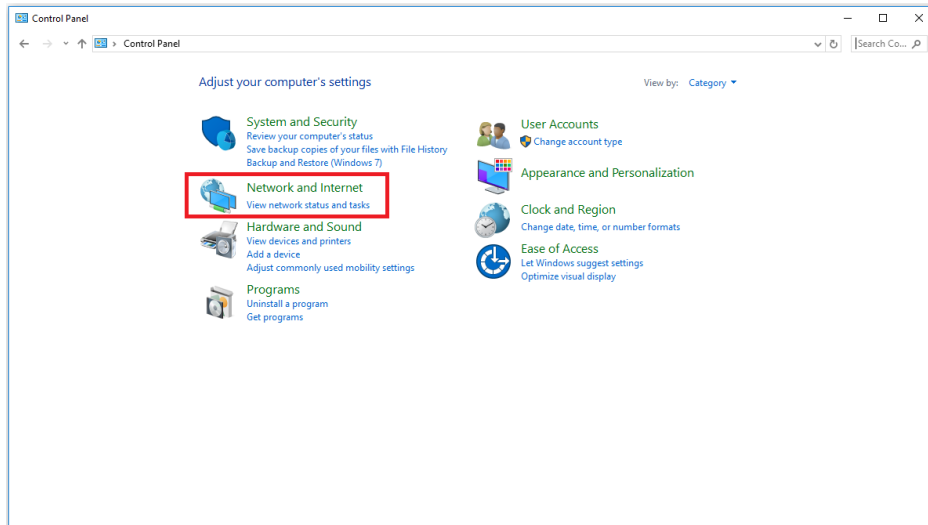 Control Panel
Control Panel
Search Co...
Adjust your computer's settings
View by: Category
System and Security
Review your computer's status
Save backup copies of your files with File History
Backup and Restore (Windows 7)
Network and Internet
View network status and tasks
Hardware and Sound
View devices and printers
Add a device
Adjust commonly used mobility settings
Programs
Uninstall a program
Get programs
User Accounts
Change account type
Appearance and Personalization
Clock and Region
Change date, time, or number formats
Ease of Access
Let Windows suggest settings
Optimize visual display